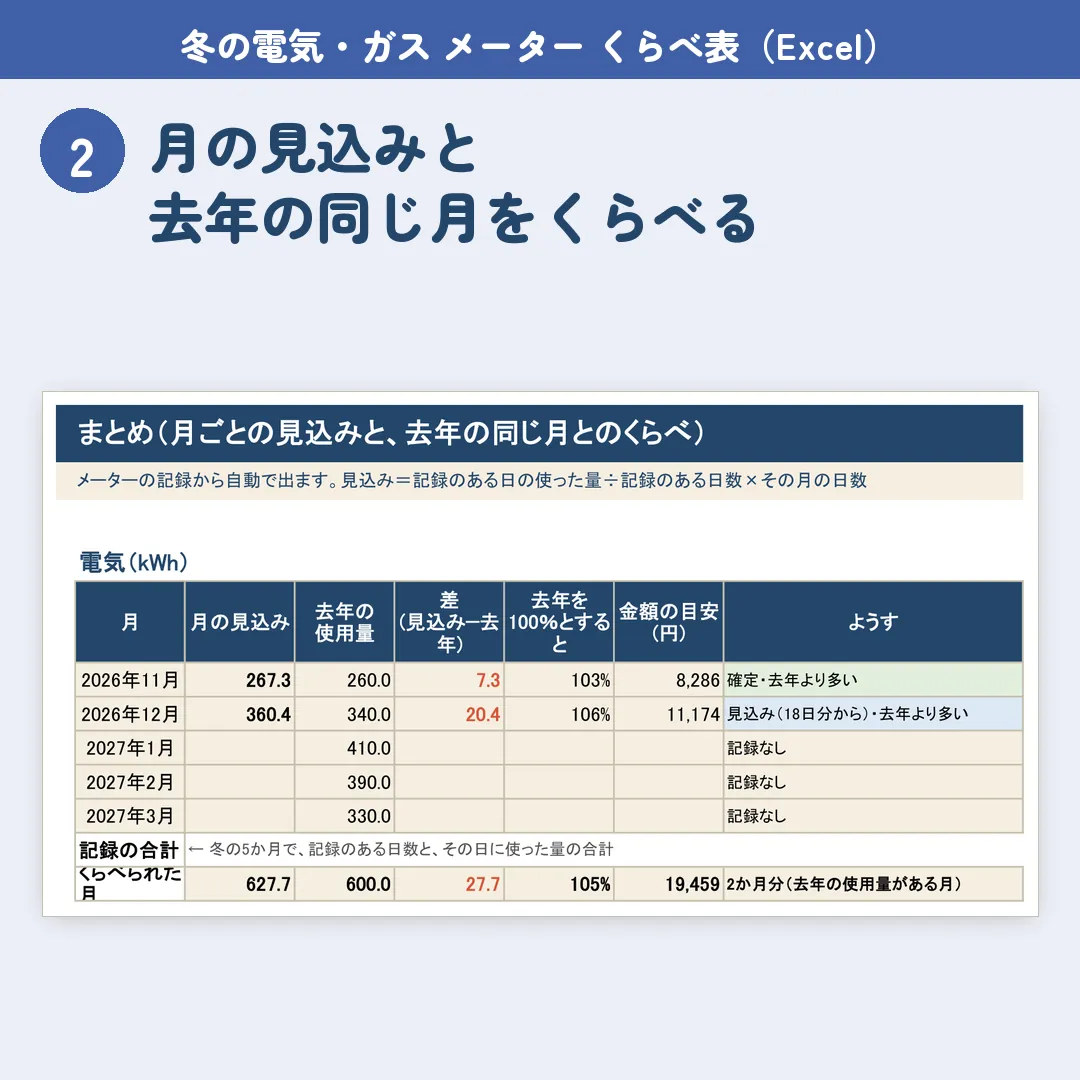 冬の電気・ガス メーター くらべ表（Excel）
2
月の見込みと
去年の同じ月をくらべる
まとめ（月ごとの見込みと、去年の同じ月とのくらべ）
メーターの記録から自動で出ます。見込み＝記録のある日の使った量÷記録のある日数×その月の日数
電気（kWh）
月 月の見込み 去年の使用量 差（見込み−去年） 去年を100%とすると 金額の目安（円） ようす
2026年11月 267.3 260.0 7.3 103% 8,286 確定・去年より多い
2026年12月 360.4 340.0 20.4 106% 11,174 見込み（18日分から）・去年より多い
2027年1月 410.0 記録なし
2027年2月 390.0 記録なし
2027年3月 330.0 記録なし
記録の合計 ← 冬の5か月で、記録のある日数と、その日に使った量の合計
くらべられた月 627.7 600.0 27.7 105% 19,459 2か月分（去年の使用量がある月）